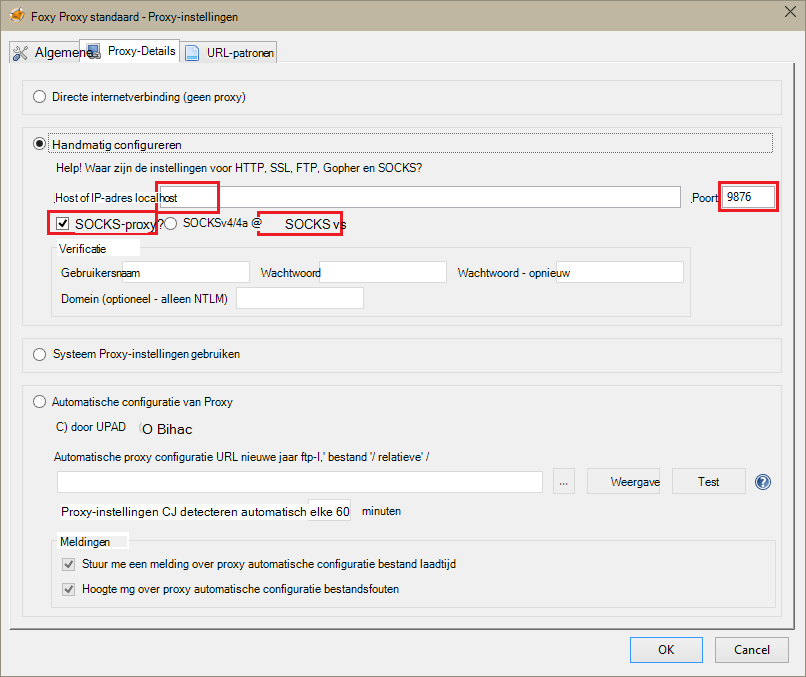 Foxy Proxy standaard - Proxy-instellingen
Algemene Proxy-Details URL-patronen
Directe internetverbinding (geen proxy)
Handmatig configureren
Help! Waar zijn de instellingen voor HTTP, SSL, FTP, Gopher en SOCKS?
Host of IP-adres localhost Poort 9876
SOCKS-proxy? SOCKSv4/4a @ SOCKS vs
Verificatie
Gebruikersnaam Wachtwoord Wachtwoord - opnieuw
Domein (optioneel - alleen NTLM)
Systeem Proxy-instellingen gebruiken
Automatische configuratie van Proxy
C) door UPAD (O Bihac
Automatische proxy configuratie URL nieuwe jaar ftp-l,' bestand '/ relatieve' /
... Weergave Test ?
Proxy-instellingen CJ detecteren automatisch elke 60 minuten
Meldingen
Stuur me een melding over proxy automatische configuratie bestand laadtijd
Hoogte mg over proxy automatische configuratie bestandsfouten
OK Cancel